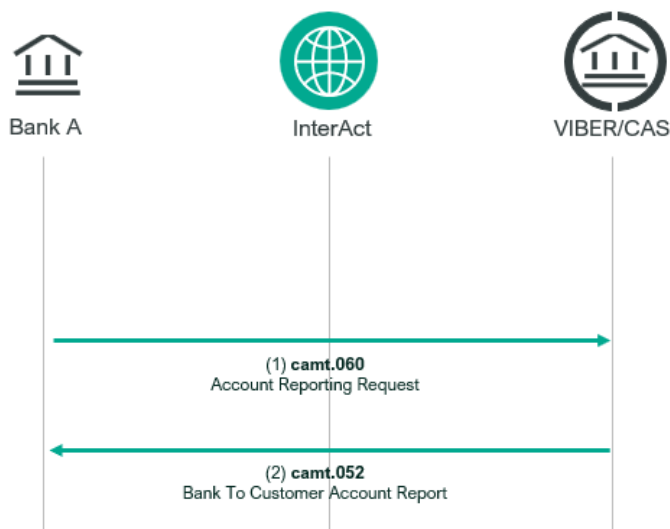 Bank A
InterAct
VIBER/CAS
(1) camt.060
Account Reporting Request
(2) camt.052
Bank To Customer Account Report